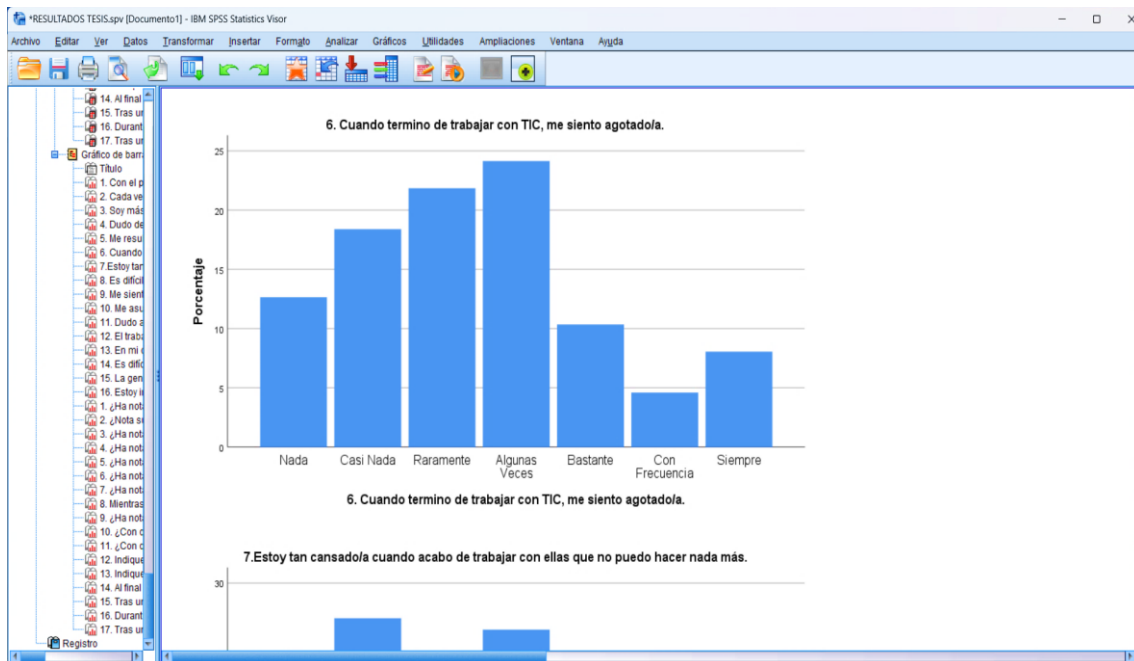 *RESULTADOS TESIS.spv [Documento1] - IBM SPSS Statistics Visor
Archivo Editar Ver Datos Transformar Insertar Formato Analizar Gráficos Utilidades Ampliaciones Ventana Ayuda
14. Al final
15. Tras un
16. Durant
17. Tras un
Gráfico de barra
Título
1. Con el p
2. Cada ve
3. Soy más
4. Dudo de
5. Me resu
6. Cuando
7.Estoy tan
8. Es difícil
9. Me sient
10. Me asu
11. Dudo a
12. El traba
13. En mi
14. Es difíc
15. La gen
16. Estoy i
1. ¿Ha not
2. ¿Nota s
3. ¿Ha not
4. ¿Ha not
5. ¿Ha not
6. ¿Ha not
7. ¿Ha not
8. Mientras
9. ¿Ha not
10. ¿Con
11. ¿Con
12. Indique
13. Indique
14. Al final
15. Tras un
16. Durant
17. Tras un
Registro
6. Cuando termino de trabajar con TIC, me siento agotado/a.
Porcentaje
25
20
15
10
5
0
Nada Casi Nada Raramente Algunas Veces Bastante Con Frecuencia Siempre
6. Cuando termino de trabajar con TIC, me siento agotado/a.
7.Estoy tan cansado/a cuando acabo de trabajar con ellas que no puedo hacer nada más.
30